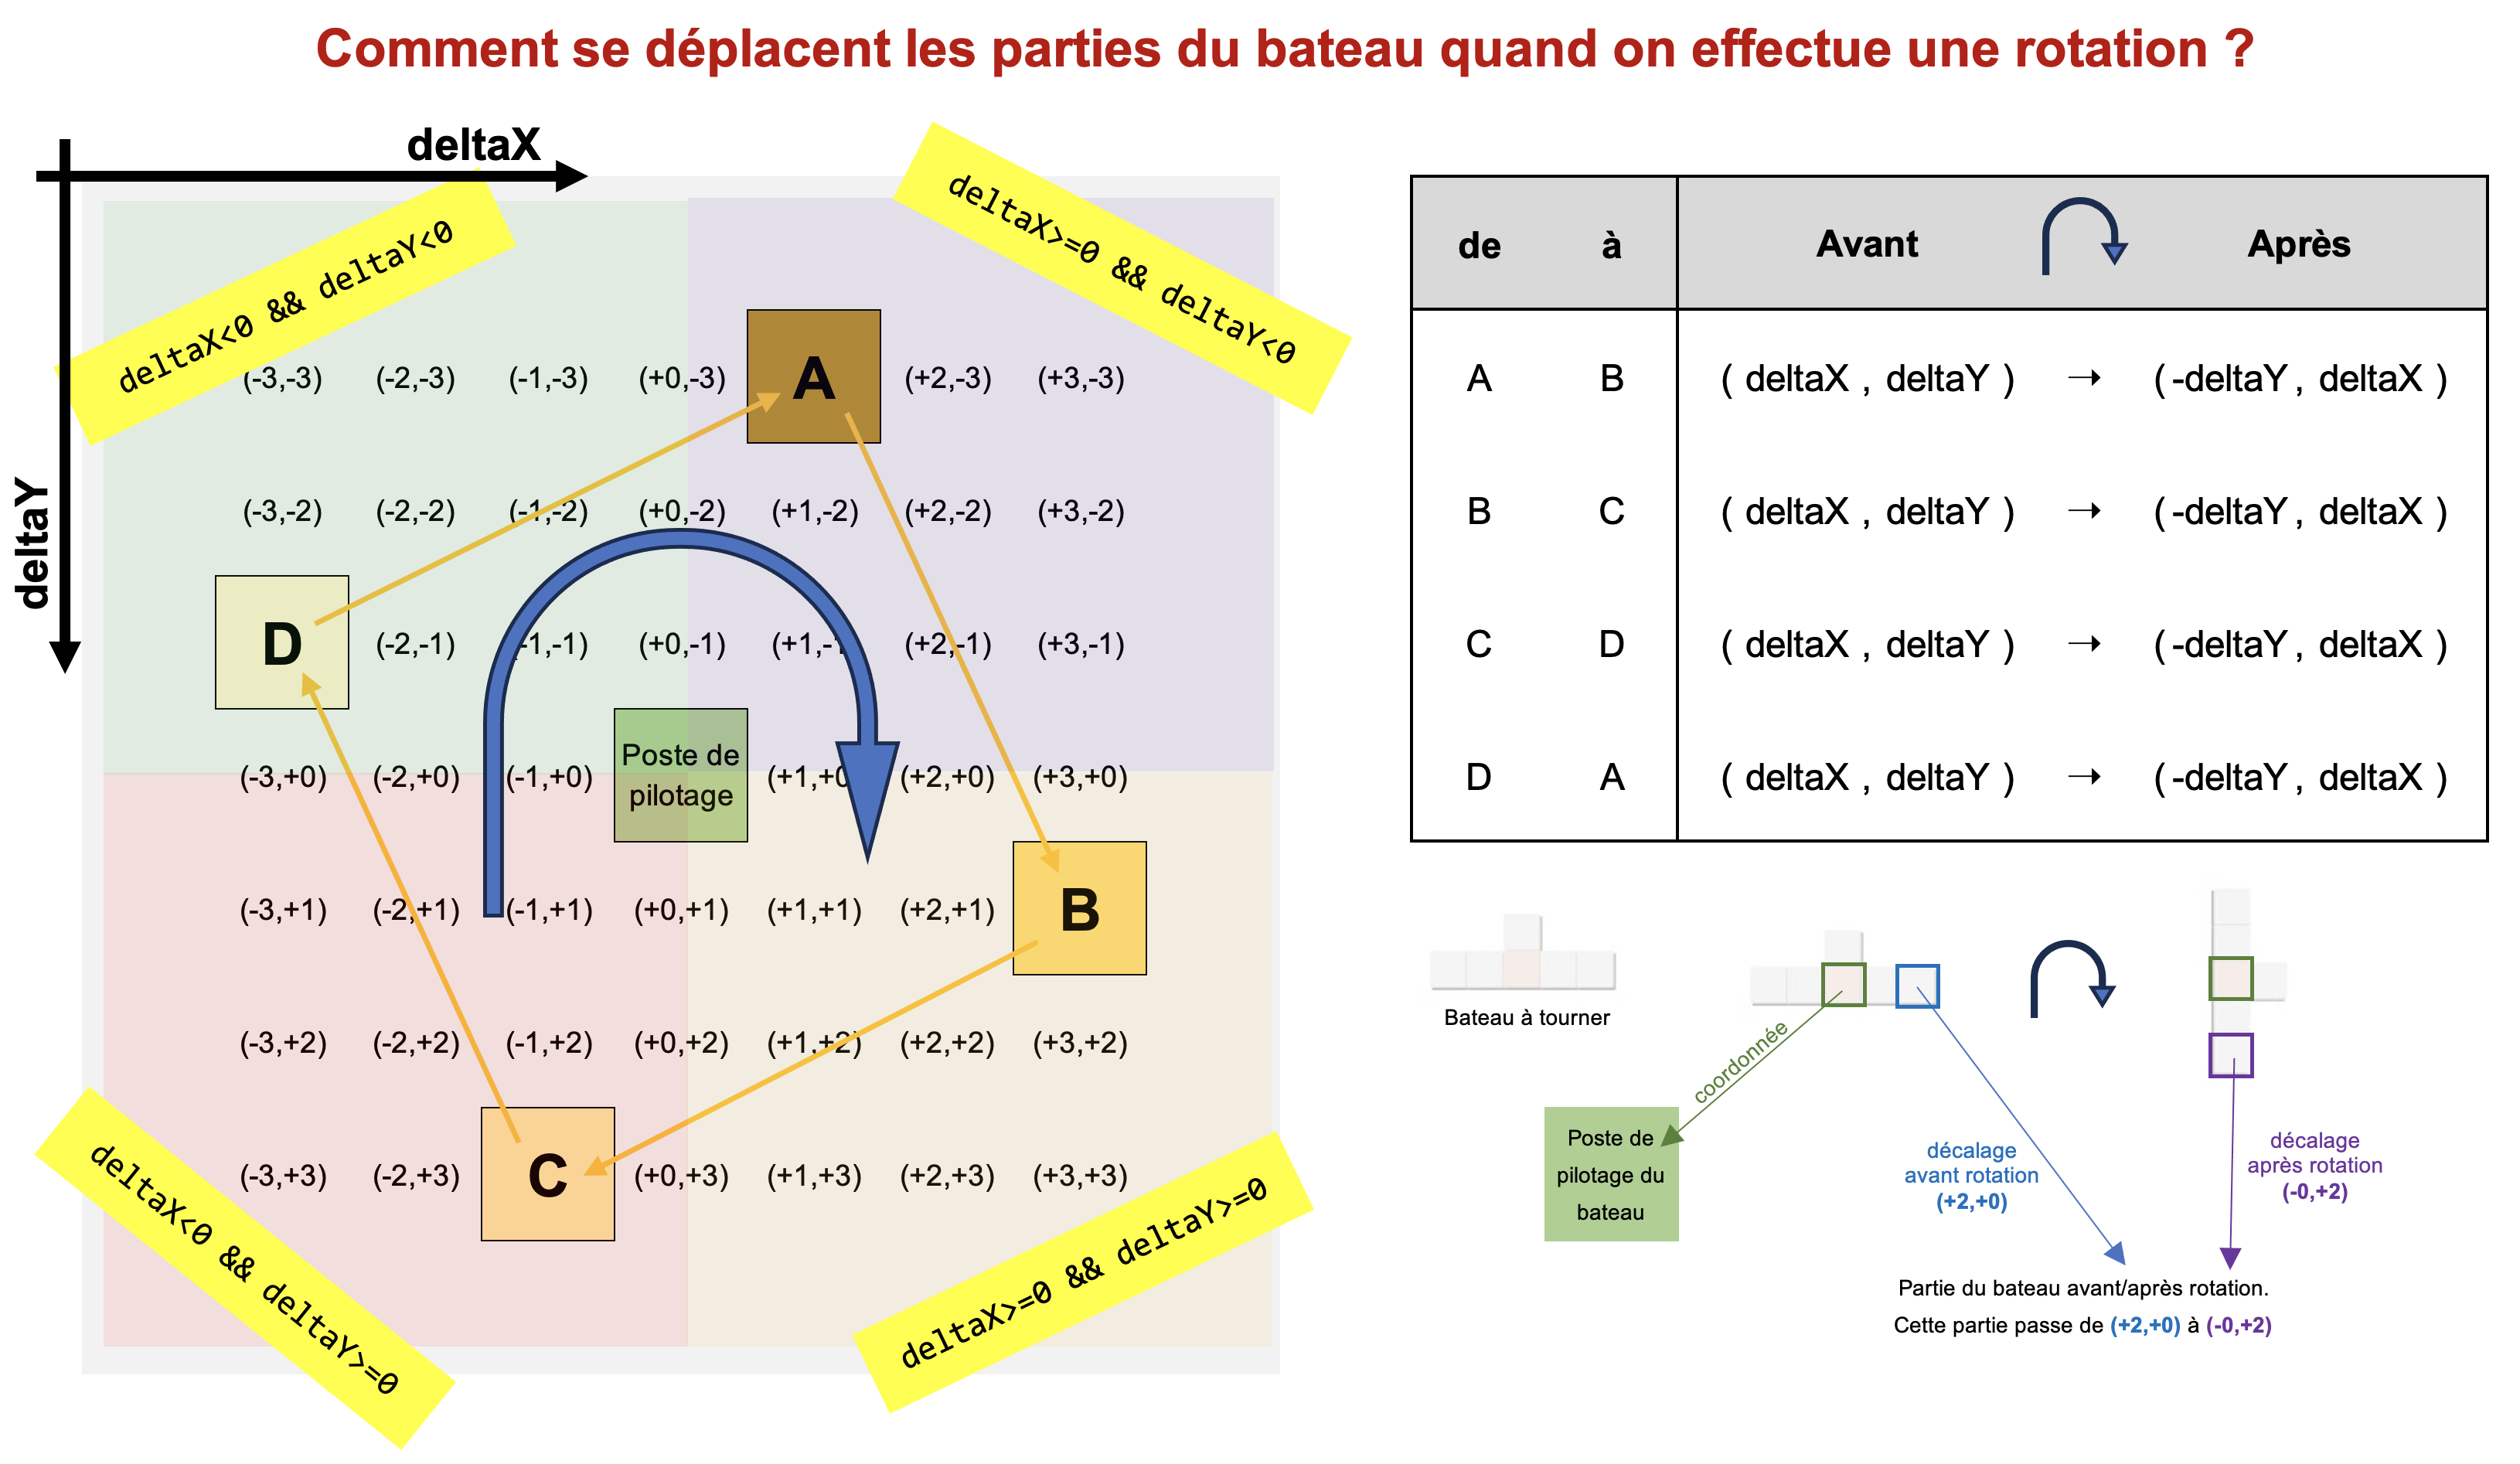 Comment se déplacent les parties du bateau quand on effectue une rotation ?
deltaX
deltaY
deltaX<0 && deltaY<0
deltaX>=0 && deltaY<0
(-3,-3) (-2,-3) (-1,-3) (+0,-3) A (+2,-3) (+3,-3)
(-3,-2) (-2,-2) (-1,-2) (+0,-2) (+1,-2) (+2,-2) (+3,-2)
D (-2,-1) (-1,-1) (+0,-1) (+1,-1) (+2,-1) (+3,-1)
(-3,+0) (-2,+0) (-1,+0) Poste de pilotage (+1,+0) (+2,+0) (+3,+0)
(-3,+1) (-2,+1) (-1,+1) (+0,+1) (+1,+1) (+2,+1) B
(-3,+2) (-2,+2) (-1,+2) (+0,+2) (+1,+2) (+2,+2) (+3,+2)
(-3,+3) (-2,+3) C (+0,+3) (+1,+3) (+2,+3) (+3,+3)
deltaX<0 && deltaY>=0
deltaX>=0 && deltaY>=0
de à Avant Après
A B ( deltaX , deltaY ) → ( -deltaY , deltaX )
B C ( deltaX , deltaY ) → ( -deltaY , deltaX )
C D ( deltaX , deltaY ) → ( -deltaY , deltaX )
D A ( deltaX , deltaY ) → ( -deltaY , deltaX )
Bateau à tourner
coordonnée
Poste de
pilotage du
bateau
décalage
avant rotation
(+2,+0)
décalage
après rotation
(-0,+2)
Partie du bateau avant/après rotation.
Cette partie passe de (+2,+0) à (-0,+2)